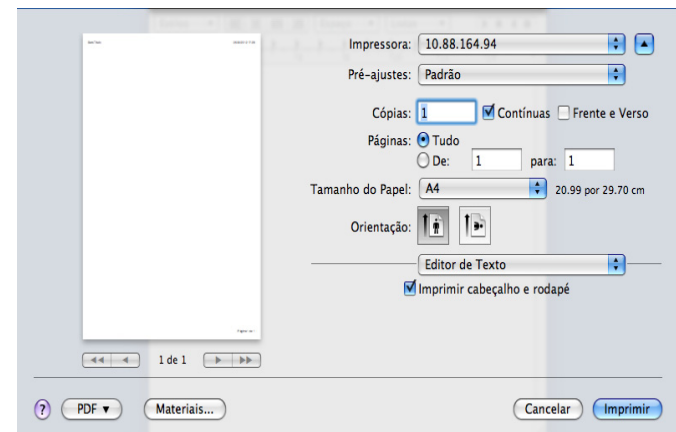 Impressora: 10.88.164.94
Pré-ajustes: Padrão
Cópias: 1 Contínuas Frente e Verso
Páginas: Tudo
De: 1 para: 1
Tamanho do Papel: A4 20.99 por 29.70 cm
Orientação:
Editor de Texto
Imprimir cabeçalho e rodapé
1 de 1
? PDF ▼ Materiais... Cancelar Imprimir